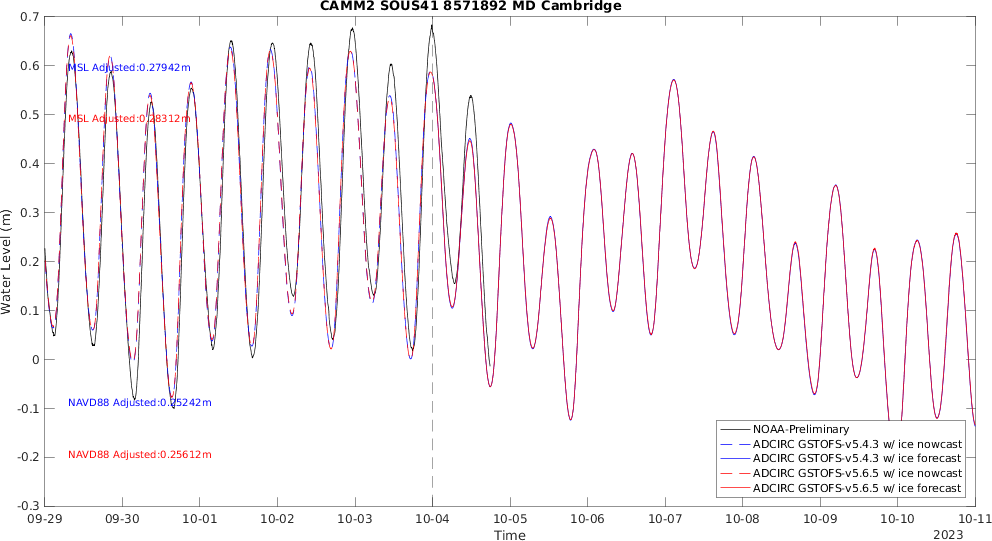 CAMM2 SOUS41 8571892 MD Cambridge
0.7
0.6
0.5
0.4
0.3
0.2
0.1
0
-0.1
-0.2
-0.3
Water Level (m)
MSL Adjusted:0.27942m
MSL Adjusted:0.28312m
NAVD88 Adjusted:0.25242m
NAVD88 Adjusted:0.25612m
NOAA-Preliminary
ADCIRC GSTOFS-v5.4.3 w/ ice nowcast
ADCIRC GSTOFS-v5.4.3 w/ ice forecast
ADCIRC GSTOFS-v5.6.5 w/ ice nowcast
ADCIRC GSTOFS-v5.6.5 w/ ice forecast
09-29 09-30 10-01 10-02 10-03 10-04 10-05 10-06 10-07 10-08 10-09 10-10 10-11
Time
2023